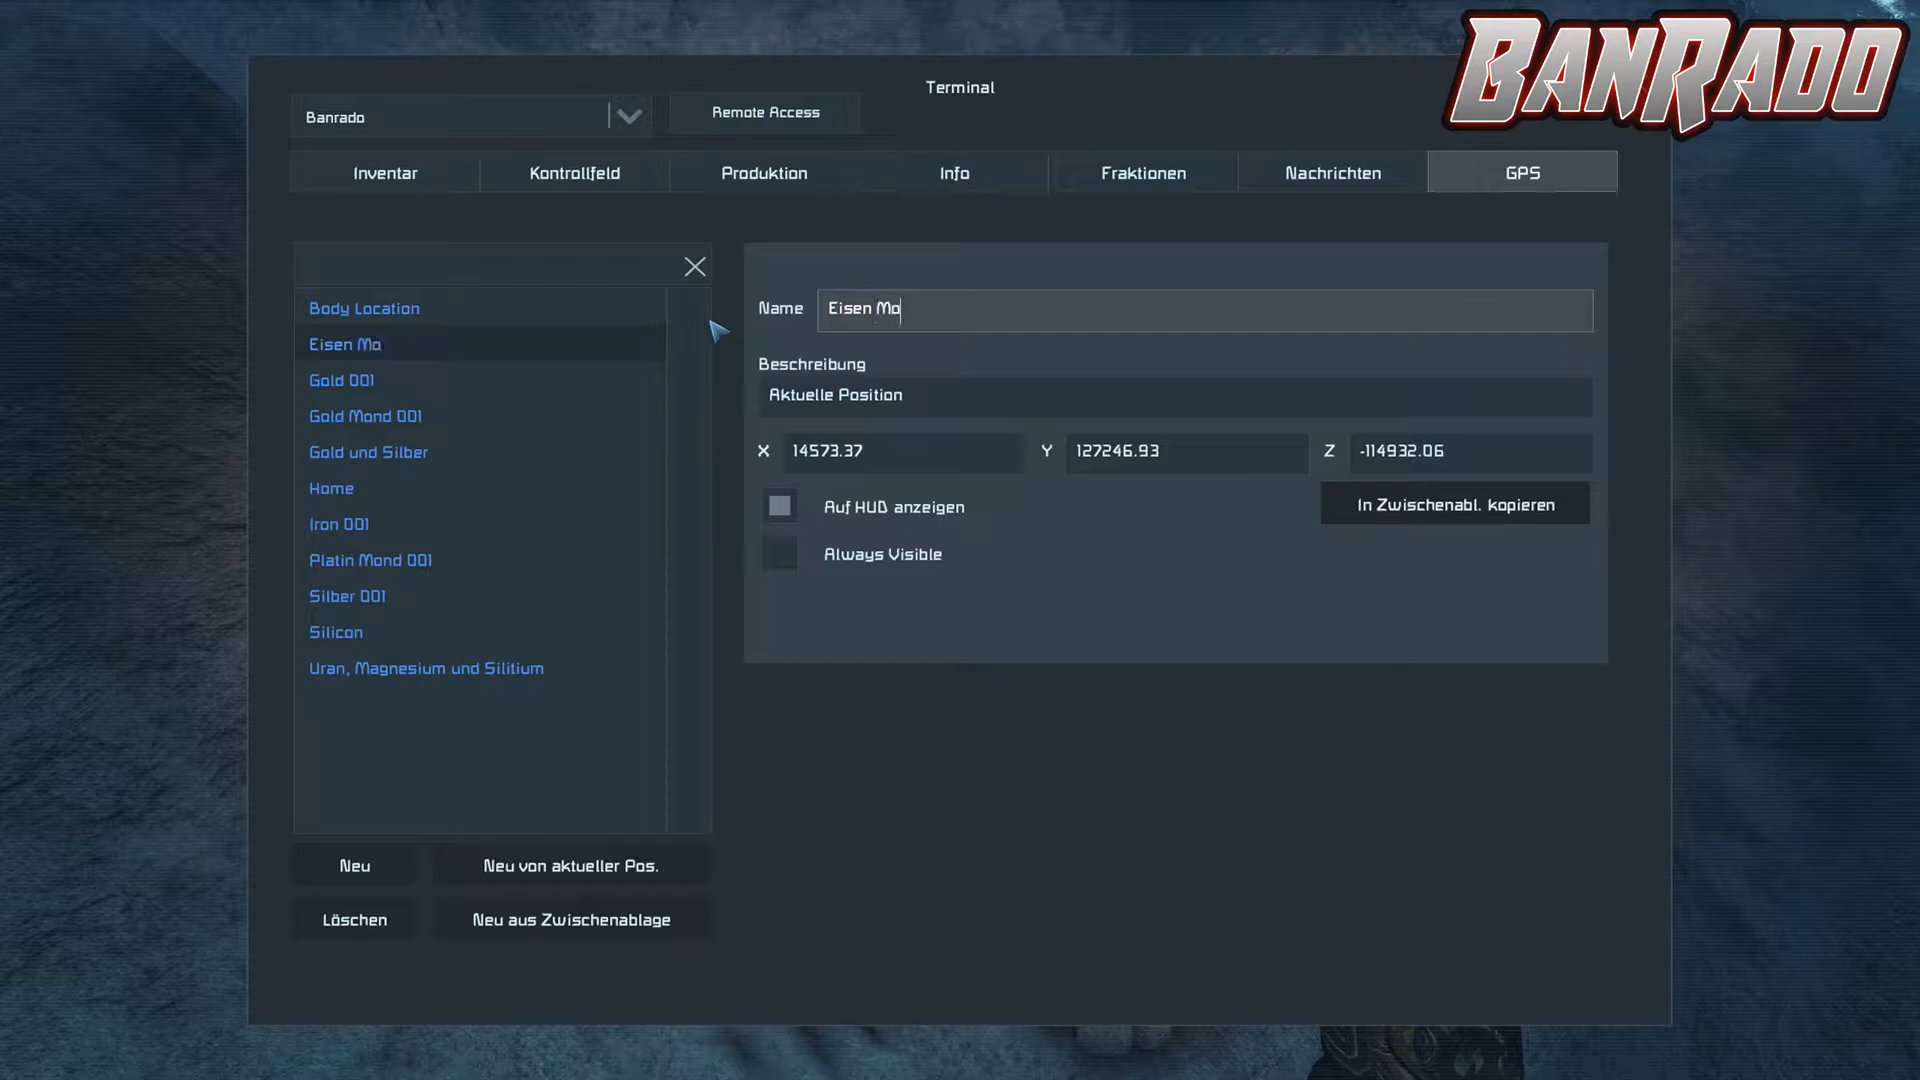 BANRADO
Terminal
Banrado
Remote Access
Inventar
Kontrollfeld
Produktion
Info
Fraktionen
Nachrichten
GPS
Body Location
Eisen Mo
Gold 001
Gold Mond 001
Gold und Silber
Home
Iron 001
Platin Mond 001
Silber 001
Silicon
Uran, Magnesium und Silitium
Name Eisen Mo
Beschreibung
Aktuelle Position
X 14573.37 Y 127246.93 Z -114932.06
Auf HUD anzeigen
In Zwischenabl. kopieren
Always Visible
Neu
Neu von aktueller Pos.
Löschen
Neu aus Zwischenablage